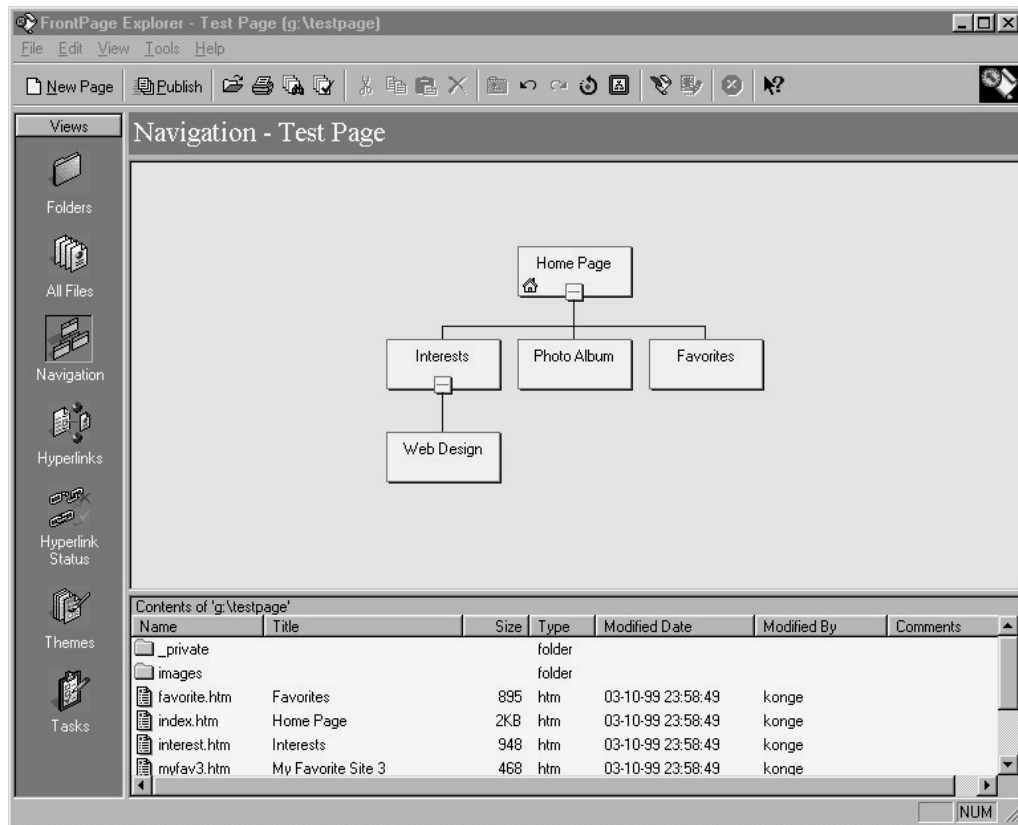 FrontPage Explorer - Test Page (g:\testpage)
File Edit View Tools Help
New Page Publish
Views
Navigation - Test Page
Folders
All Files
Navigation
Hyperlinks
Hyperlink
Status
Themes
Tasks
Home Page
Interests Photo Album Favorites
Web Design
Contents of 'g:\testpage'
Name Title Size Type Modified Date Modified By Comments
_private folder
images folder
favorite.htm Favorites 895 htm 03-10-99 23:58:49 konge
index.htm Home Page 2KB htm 03-10-99 23:58:49 konge
interest.htm Interests 948 htm 03-10-99 23:58:49 konge
myfav3.htm My Favorite Site 3 468 htm 03-10-99 23:58:49 konge
NUM